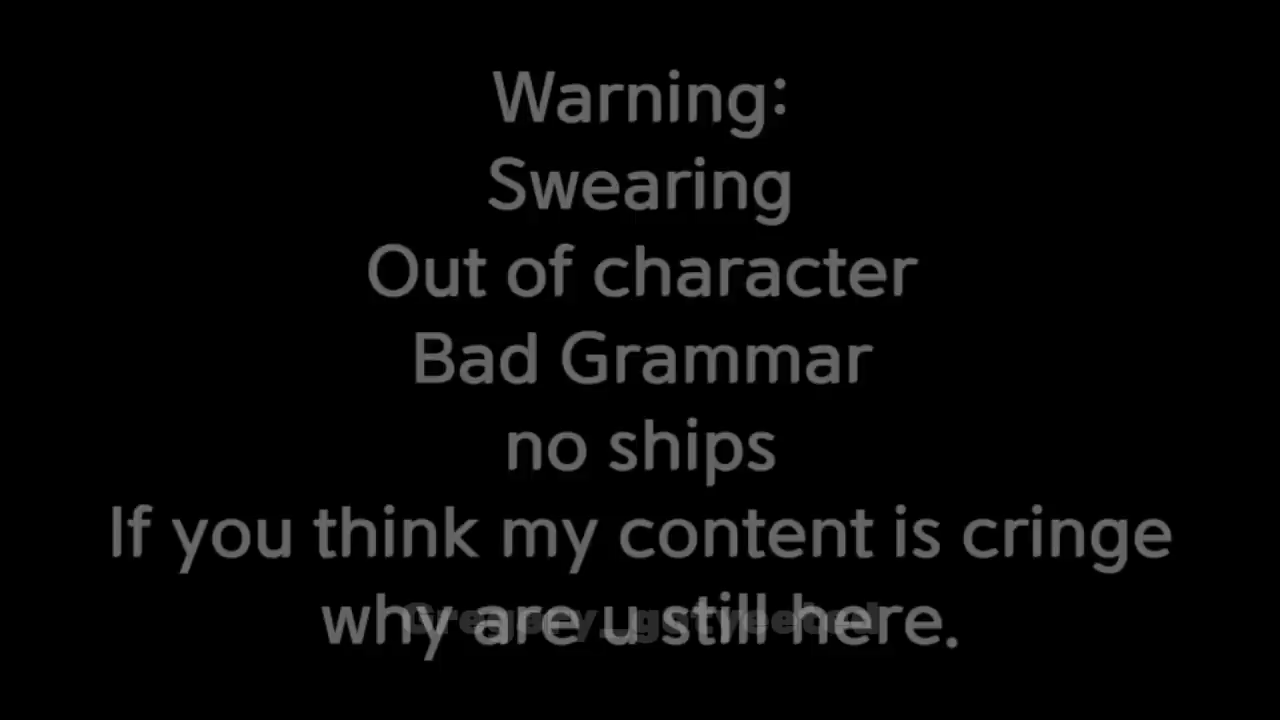 Warning:
Swearing
Out of character
Bad Grammar
no ships
If you think my content is cringe
why are u still here.